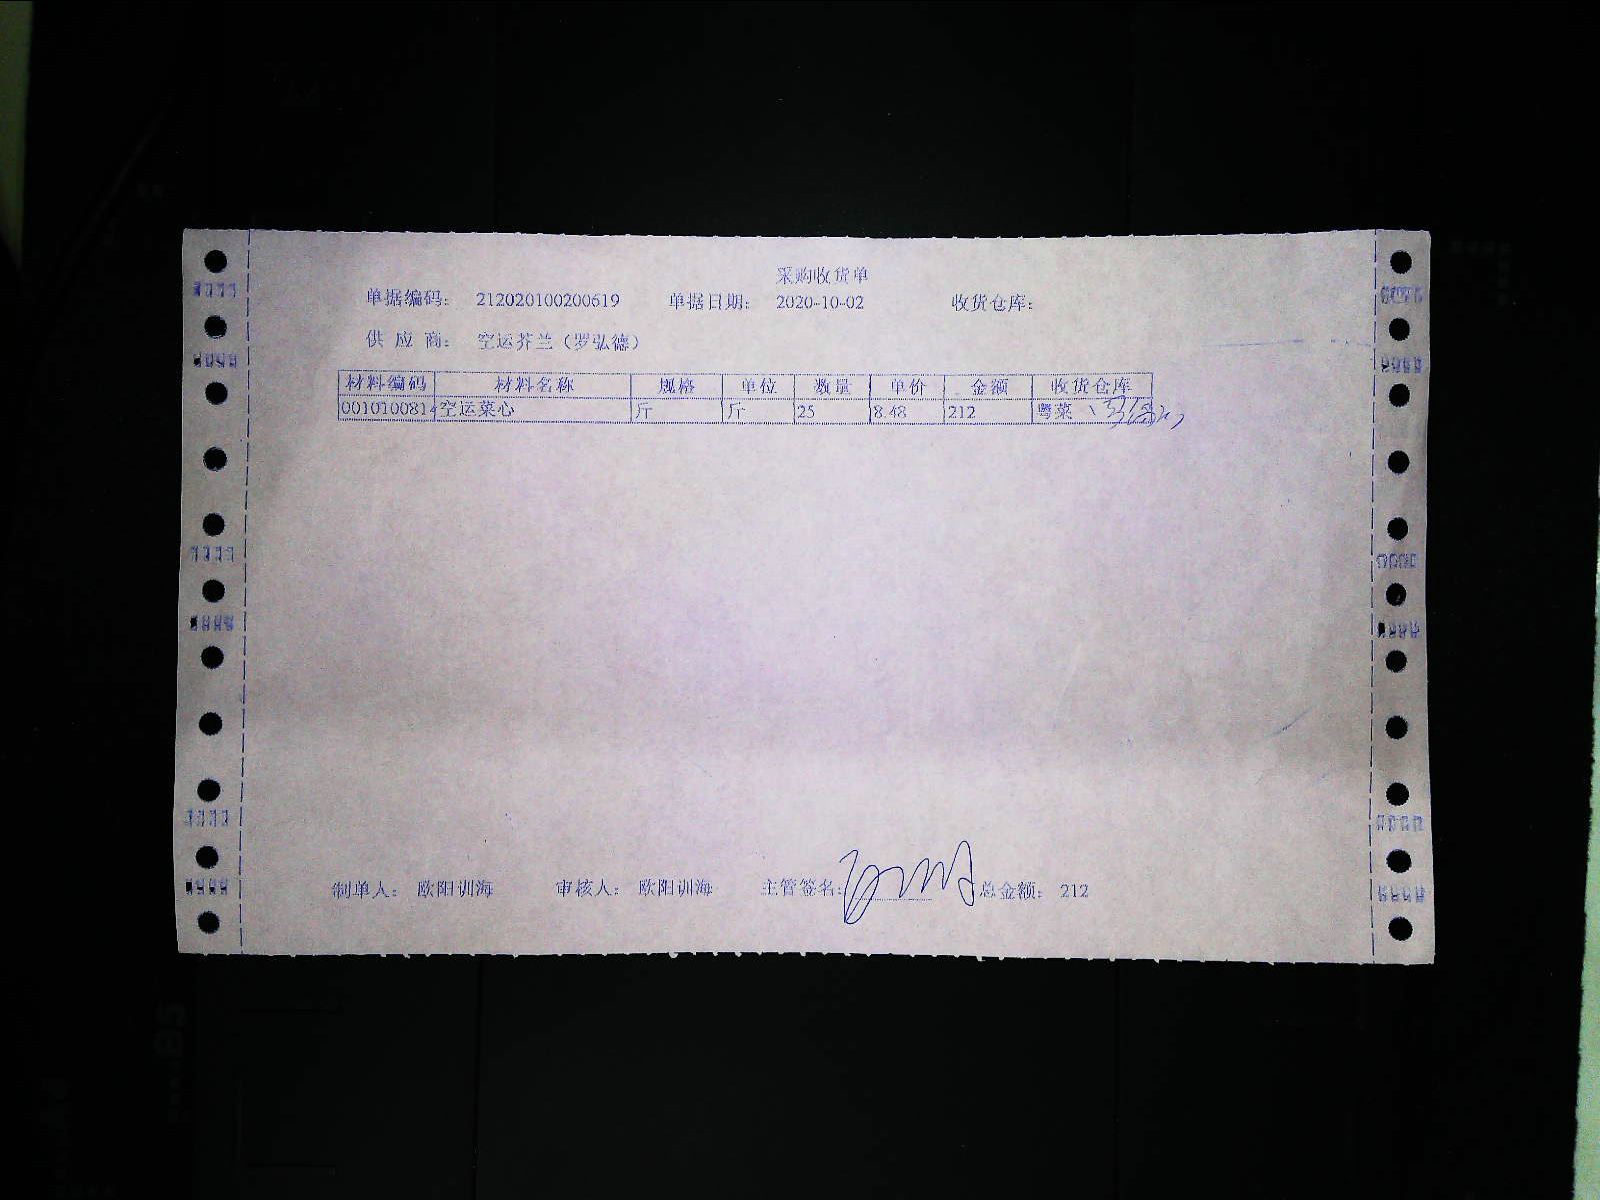 采购收货单
单据编码： 212020100200619 单据日期： 2020-10-02 收货仓库：
供 应 商： 空运芥兰（罗弘德）
材料编码 材料名称 规格 单位 数量 单价 金额 收货仓库
0010100814 空运菜心 斤 斤 25 8.48 212 粤菜
制单人： 欧阳训海 审核人： 欧阳训海 主管签名： 总金额： 212